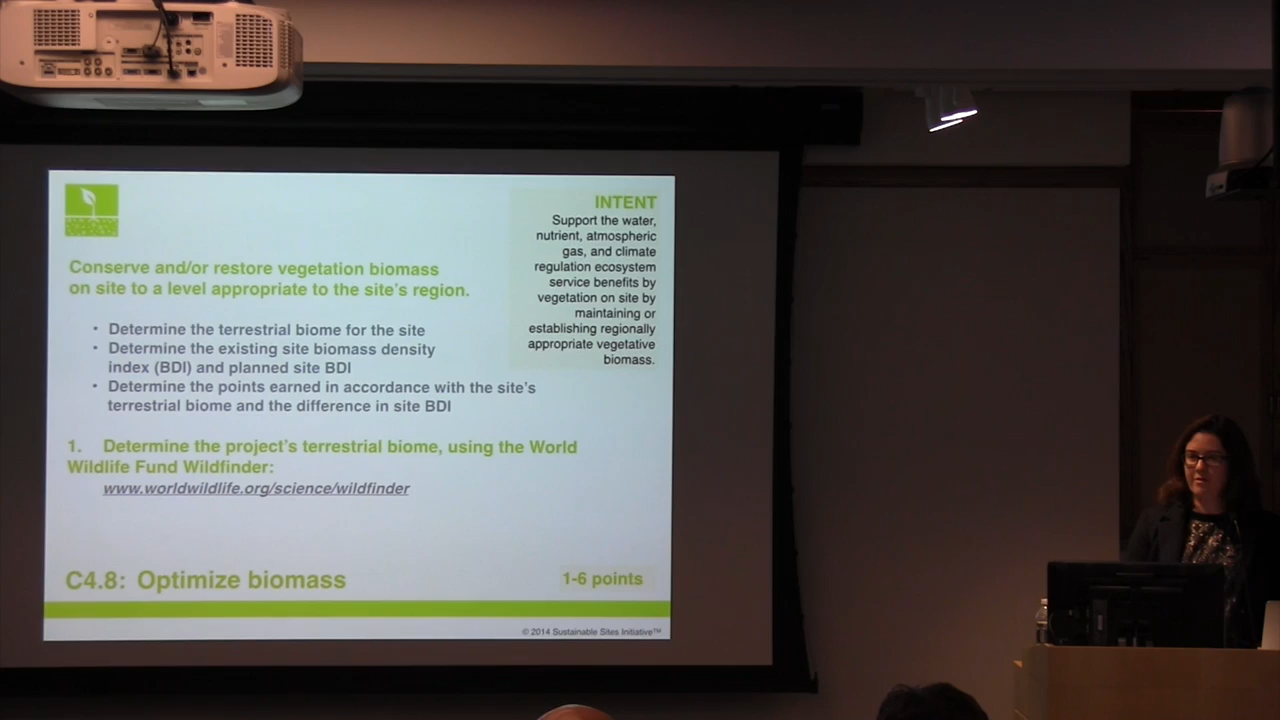 INTENT
Support the water,
nutrient, atmospheric
gas, and climate
regulation ecosystem
service benefits by
vegetation on site by
maintaining or
establishing regionally
appropriate vegetative
biomass.
Conserve and/or restore vegetation biomass
on site to a level appropriate to the site's region.
• Determine the terrestrial biome for the site
• Determine the existing site biomass density
index (BDI) and planned site BDI
• Determine the points earned in accordance with the site's
terrestrial biome and the difference in site BDI
1. Determine the project's terrestrial biome, using the World
Wildlife Fund Wildfinder:
www.worldwildlife.org/science/wildfinder
C4.8: Optimize biomass
1-6 points
© 2014 Sustainable Sites Initiative™